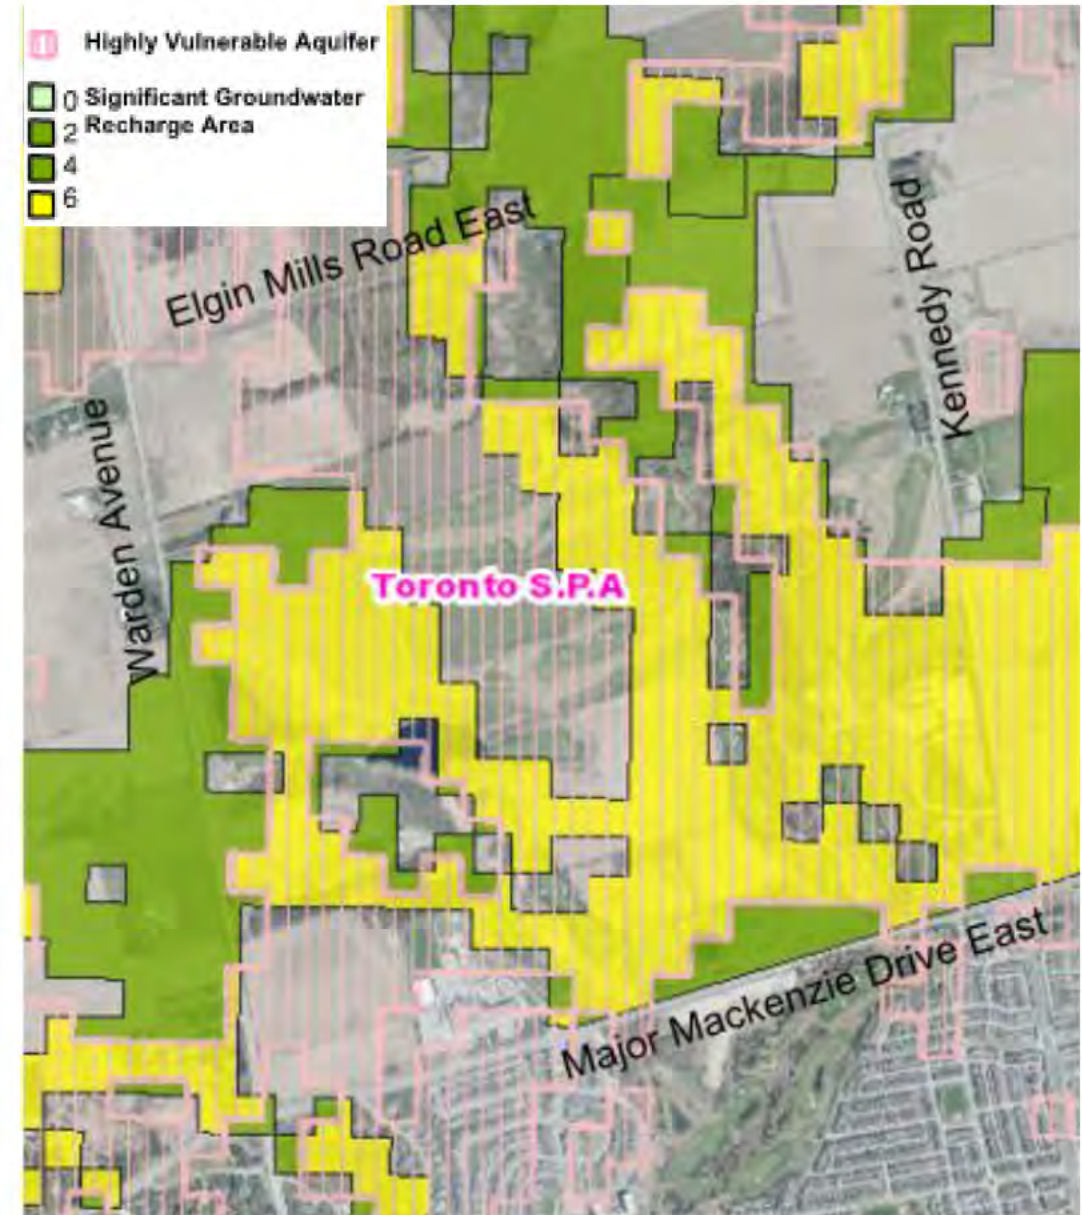 Highly Vulnerable Aquifer
0 Significant Groundwater
2 Recharge Area
4
6
Elgin Mills Road East
Kennedy Road
Warden Avenue
Toronto S.P.A
Major Mackenzie Drive East